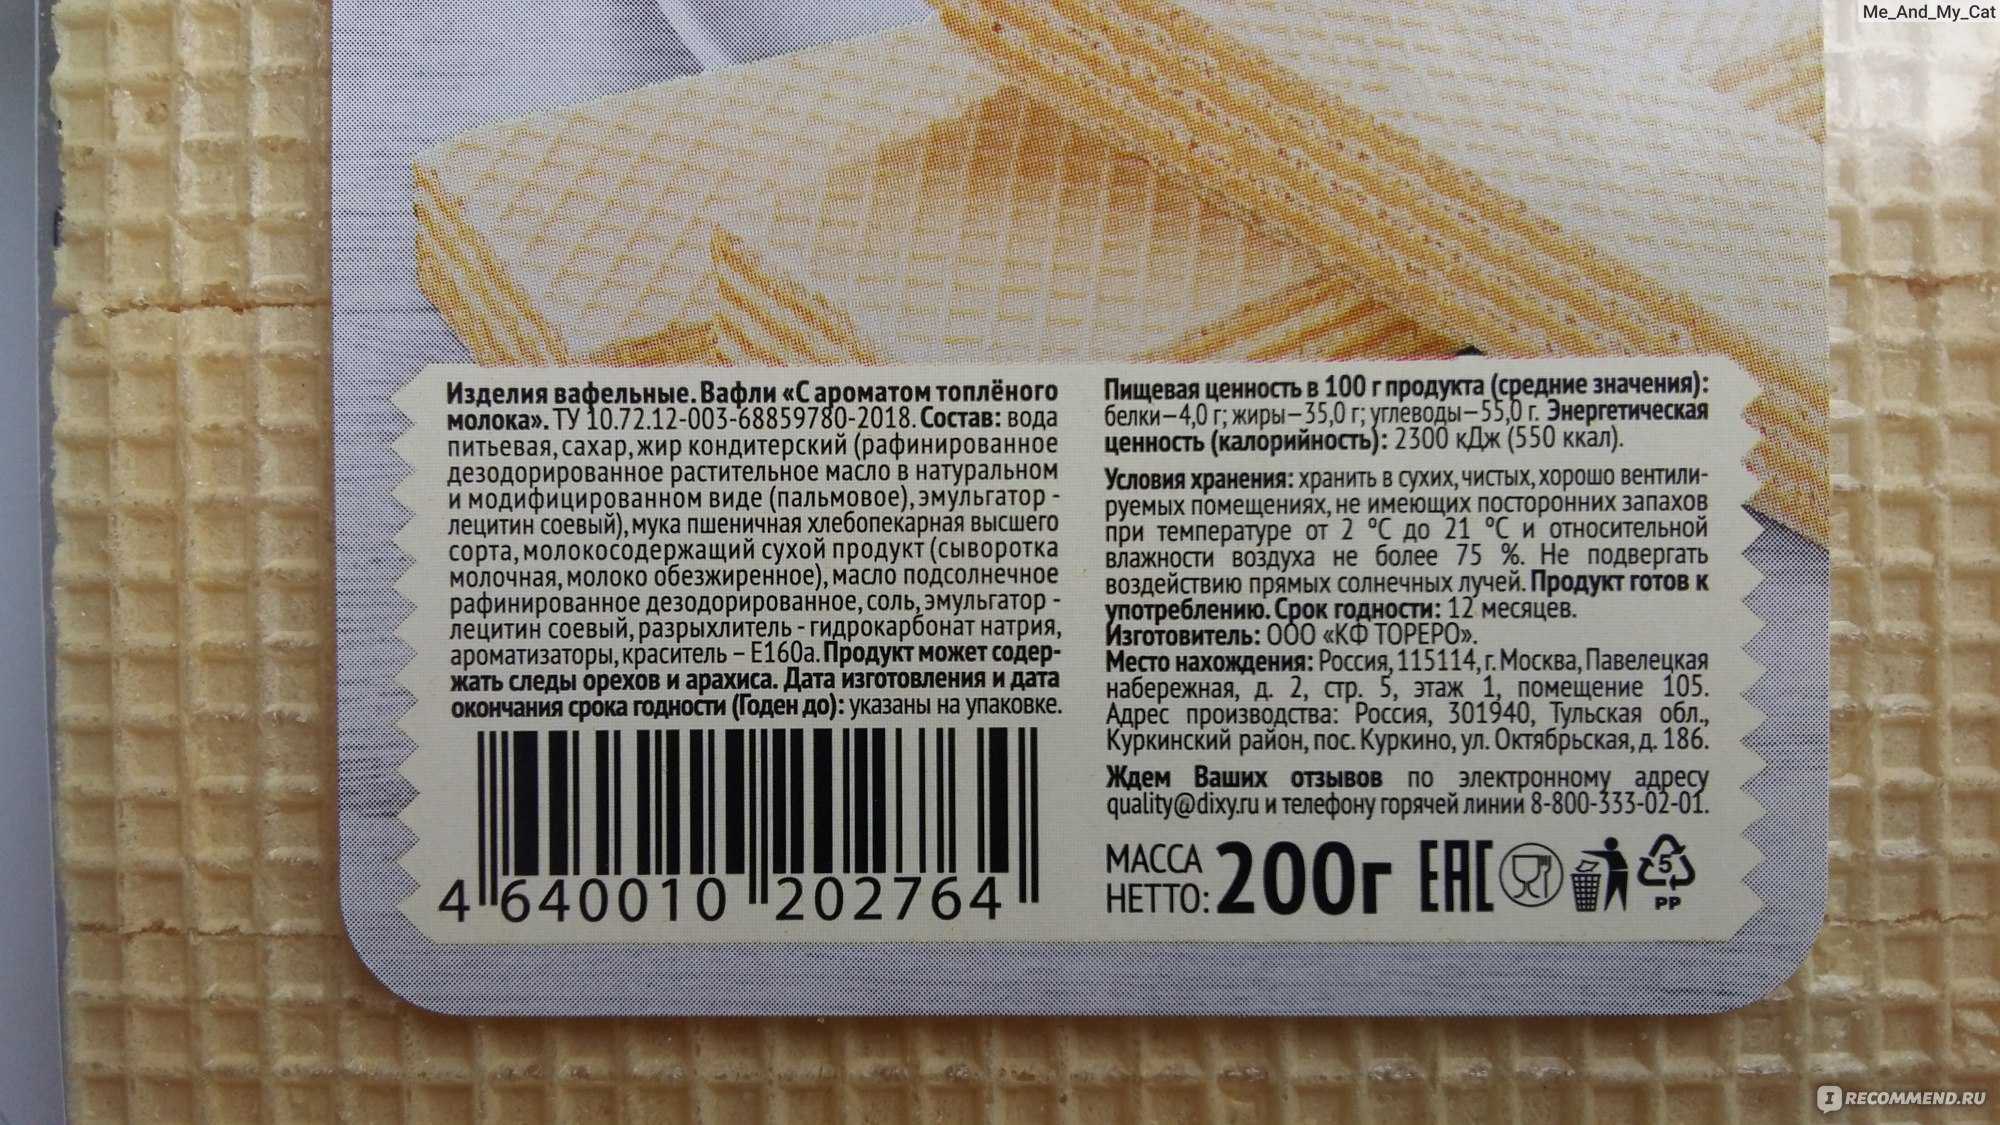 Me_And_My_Cat
Изделия вафельные. Вафли «С ароматом топлёного
молока». ТУ 10.72.12-003-68859780-2018. Состав: вода
питьевая, сахар, жир кондитерский (рафинированное
дезодорированное растительное масло в натуральном
и модифицированном виде (пальмовое), эмульгатор -
лецитин соевый), мука пшеничная хлебопекарная высшего
сорта, молокосодержащий сухой продукт (сыворотка
молочная, молоко обезжиренное), масло подсолнечное
рафинированное дезодорированное, соль, эмульгатор -
лецитин соевый, разрыхлитель - гидрокарбонат натрия,
ароматизаторы, краситель – Е160а. Продукт может содер-
жать следы орехов и арахиса. Дата изготовления и дата
окончания срока годности (Годен до): указаны на упаковке.
4 640010 202764
Пищевая ценность в 100 г продукта (средние значения):
белки—4,0 г; жиры—35,0 г; углеводы—55,0 г. Энергетическая
ценность (калорийность): 2300 кДж (550 ккал).
Условия хранения: хранить в сухих, чистых, хорошо вентили-
руемых помещениях, не имеющих посторонних запахов
при температуре от 2 °С до 21 °С и относительной
влажности воздуха не более 75 %. Не подвергать
воздействию прямых солнечных лучей. Продукт готов к
употреблению. Срок годности: 12 месяцев.
Изготовитель: ООО «КФ ТОРЕРО».
Место нахождения: Россия, 115114, г. Москва, Павелецкая
набережная, д. 2, стр. 5, этаж 1, помещение 105.
Адрес производства: Россия, 301940, Тульская обл.,
Куркинский район, пос. Куркино, ул. Октябрьская, д. 186.
Ждем Ваших отзывов по электронному адресу
quality@dixy.ru и телефону горячей линии 8-800-333-02-01.
МАССА
НЕТТО: 200г ЕАС 5
PP
I RECOMMEND.RU